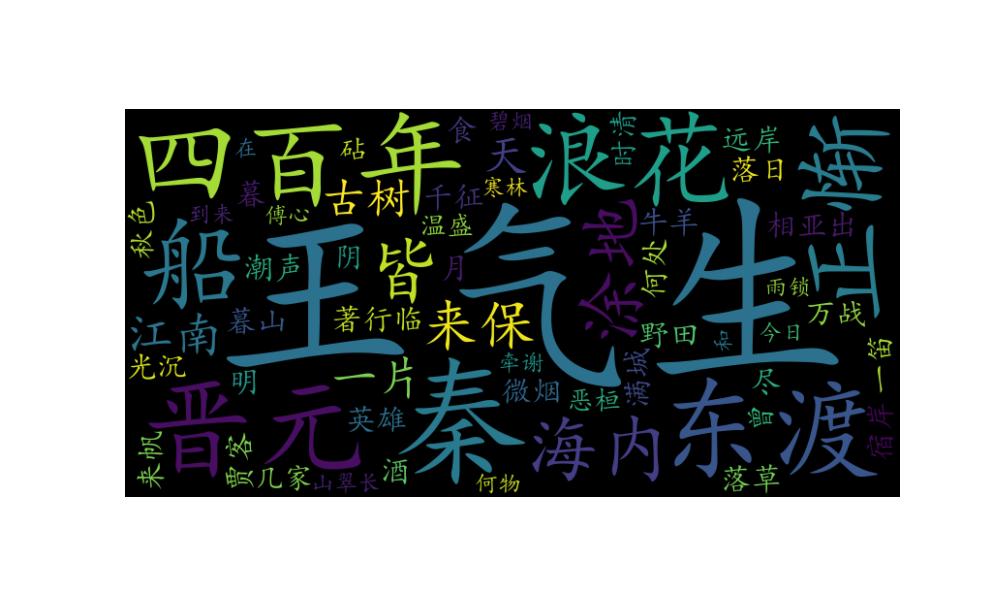 四百年
在
砧
食
碧烟
天
浪花
时清
远岸
落日
惭
暮
古树
千征
寒林
秋色
到来
傅心
温盛
涂地
牛羊
相亚出
船
王气生
潮声
阴
皆
月
何处
正
雨锁
江南
暮山
著行临
来保
野田
和
今日
万战
光沉
明
一片
秦
牵谢
微烟
恶桓
满城
尽
一笛
晋元
英雄
海内
东渡
曾
宿岸
来帆
客
贾几家
山翠长
酒
何物
落草